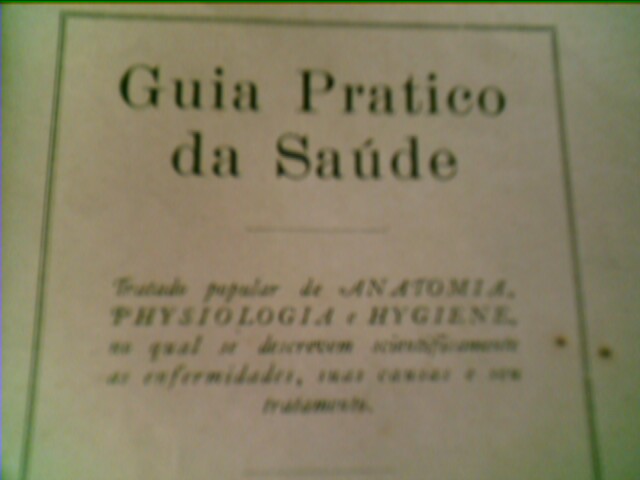 Guia Pratico
da Saúde
Tratado popular de ANATOMIA,
PHYSIOLOGIA e HYGIENE,
no qual se descrevem scientificamente
as enfermidades, suas causas e seu
tratamento.